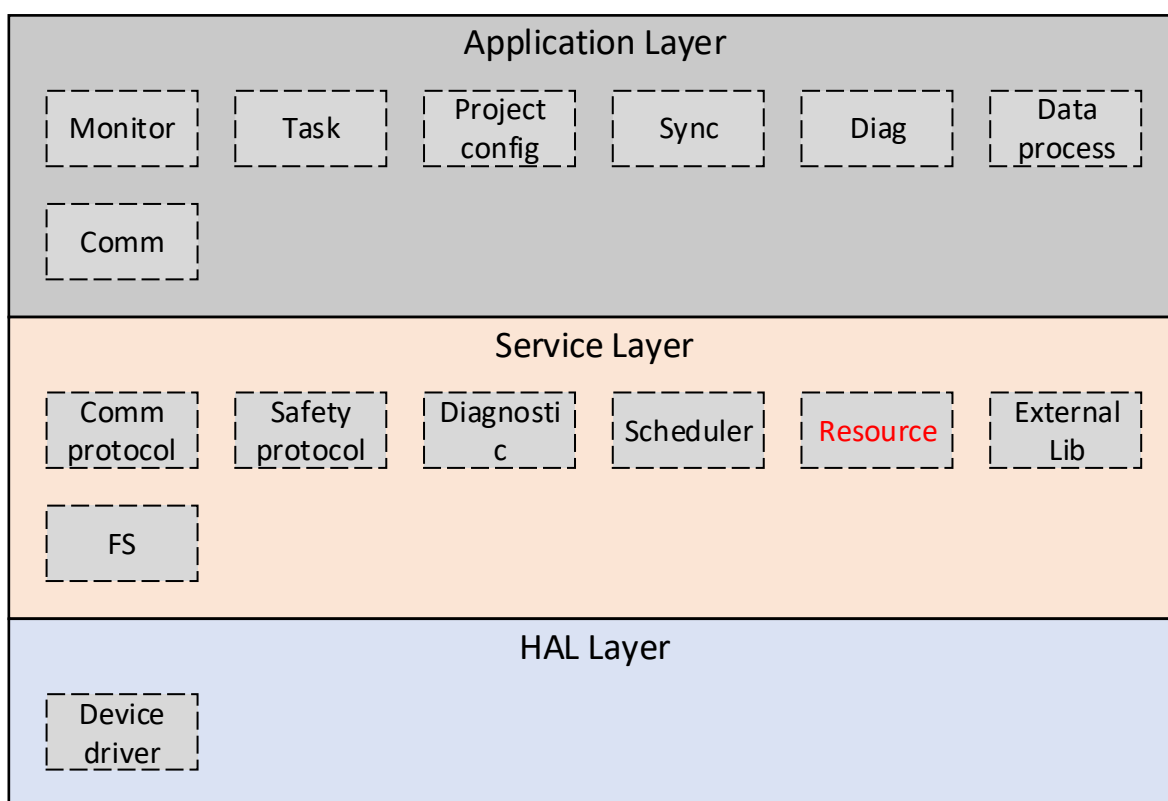 Application Layer
Monitor
Task
Project
config
Sync
Diag
Data
process
Comm
Service Layer
Comm
protocol
Safety
protocol
Diagnosti
c
Scheduler
Resource
External
Lib
FS
HAL Layer
Device
driver